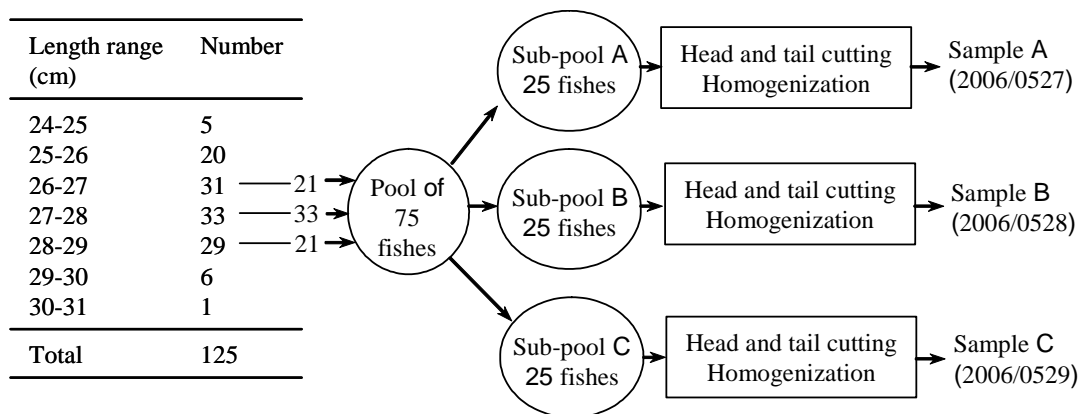 Length range Number
(cm)
24-25 5
25-26 20
26-27 31 21
27-28 33 33
28-29 29 21
29-30 6
30-31 1
Total 125
Pool of
75
fishes
Sub-pool A
25 fishes
Head and tail cutting
Homogenization
Sample A
(2006/0527)
Sub-pool B
25 fishes
Head and tail cutting
Homogenization
Sample B
(2006/0528)
Sub-pool C
25 fishes
Head and tail cutting
Homogenization
Sample C
(2006/0529)